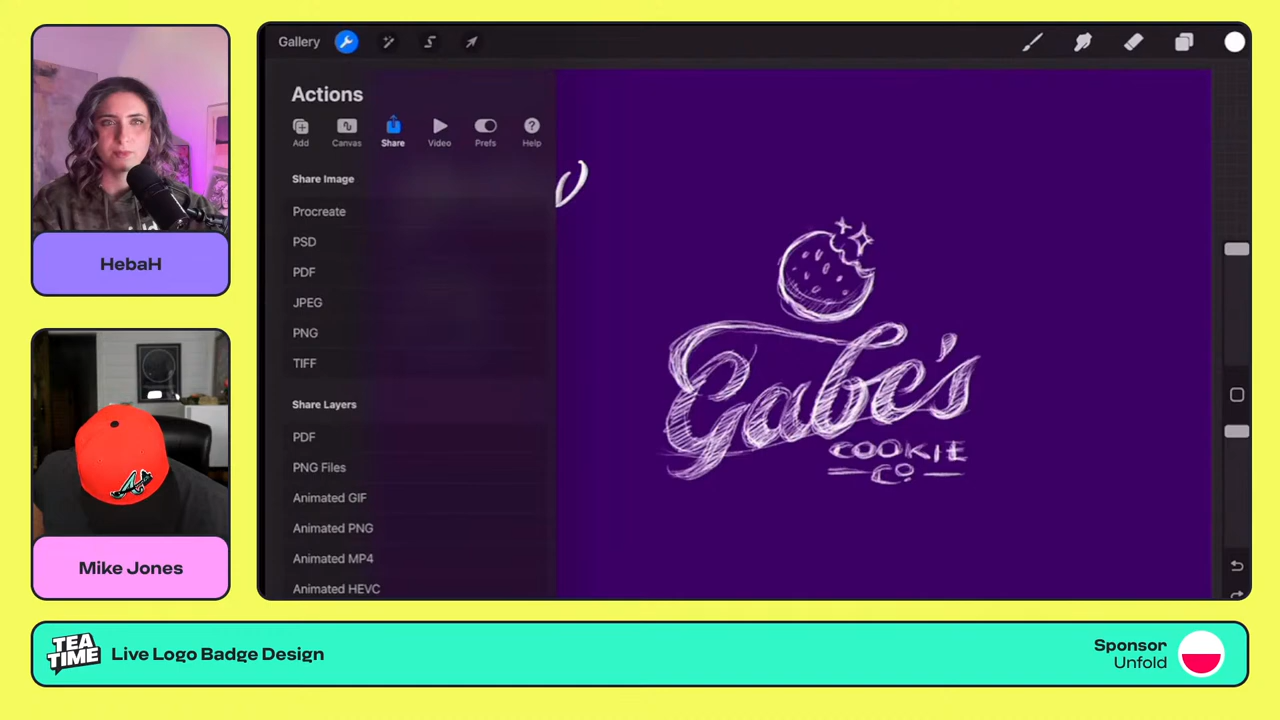 HebaH
Mike Jones
Gallery
Actions
Add
Canvas
Share
Video
Prefs
Help
Share Image
Procreate
PSD
PDF
JPEG
PNG
TIFF
Share Layers
PDF
PNG Files
Animated GIF
Animated PNG
Animated MP4
Animated HEVC
Gabe's
COOKIE
CO
TEA
TIME
Live Logo Badge Design
Sponsor
Unfold